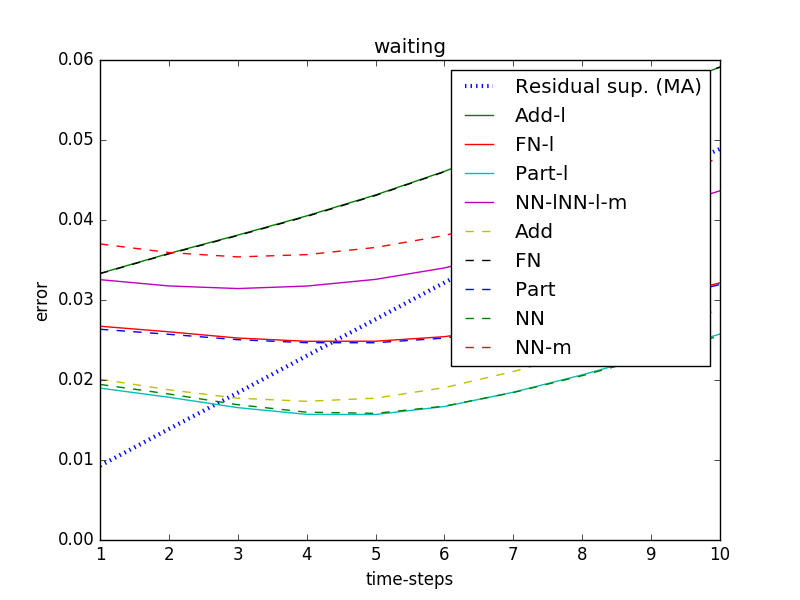 waiting
0.06
0.05
0.04
0.03
0.02
0.01
0.00
error
Residual sup. (MA)
Add-l
FN-l
Part-l
NN-lNN-l-m
Add
FN
Part
NN
NN-m
1 2 3 4 5 6 7 8 9 10
time-steps